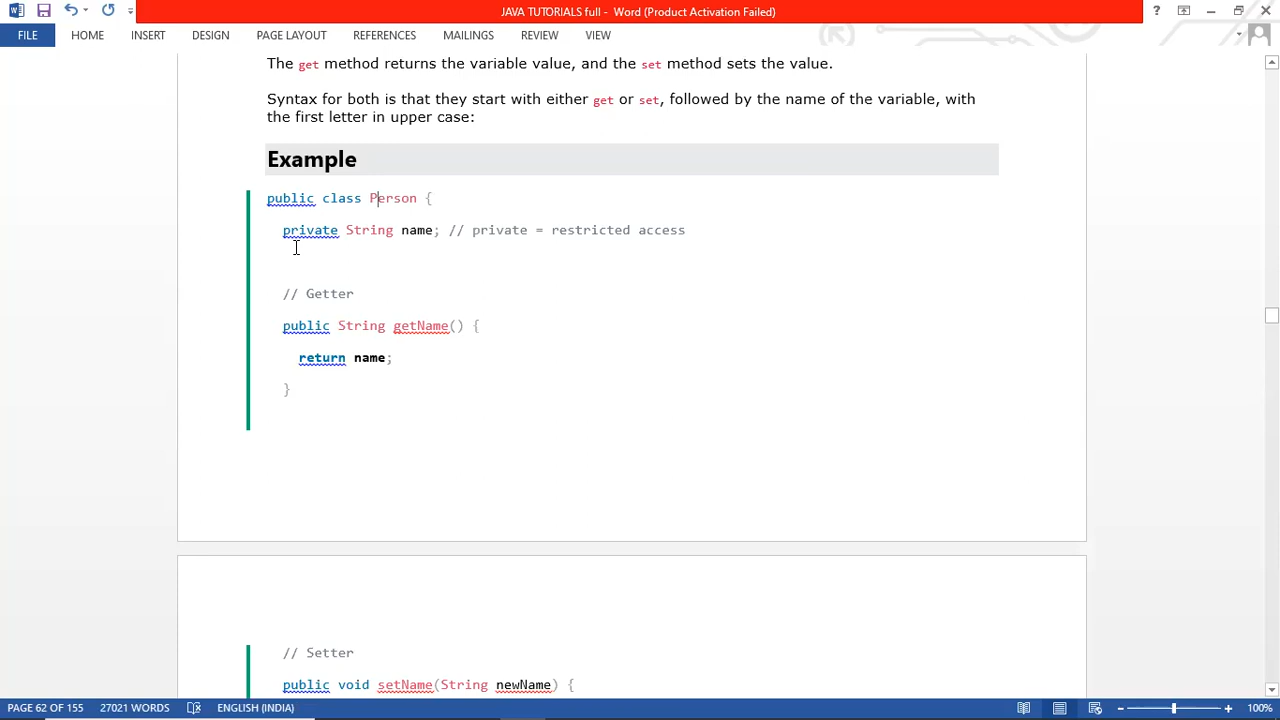 JAVA TUTORIALS full - Word (Product Activation Failed)
?
FILE HOME INSERT DESIGN PAGE LAYOUT REFERENCES MAILINGS REVIEW VIEW
The get method returns the variable value, and the set method sets the value.
Syntax for both is that they start with either get or set, followed by the name of the variable, with
the first letter in upper case:
Example
public class Person {
private String name; // private = restricted access
// Getter
public String getName() {
return name;
}
// Setter
public void setName(String newName) {
PAGE 62 OF 155 27021 WORDS ENGLISH (INDIA) 100%